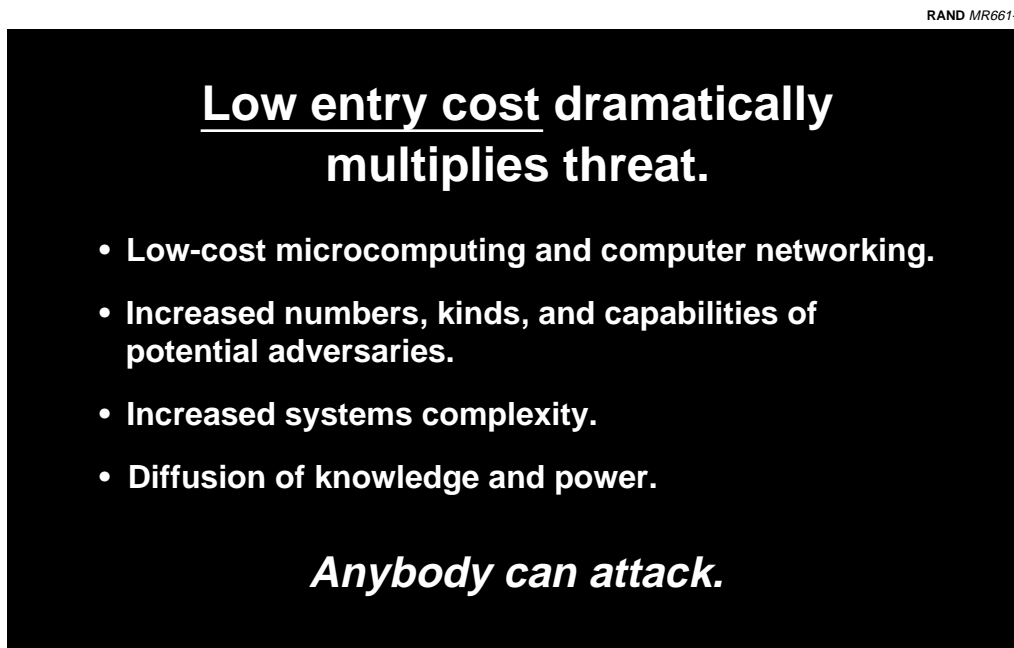 RAND MR661-
Low entry cost dramatically
multiplies threat.
• Low-cost microcomputing and computer networking.
• Increased numbers, kinds, and capabilities of
potential adversaries.
• Increased systems complexity.
• Diffusion of knowledge and power.
Anybody can attack.